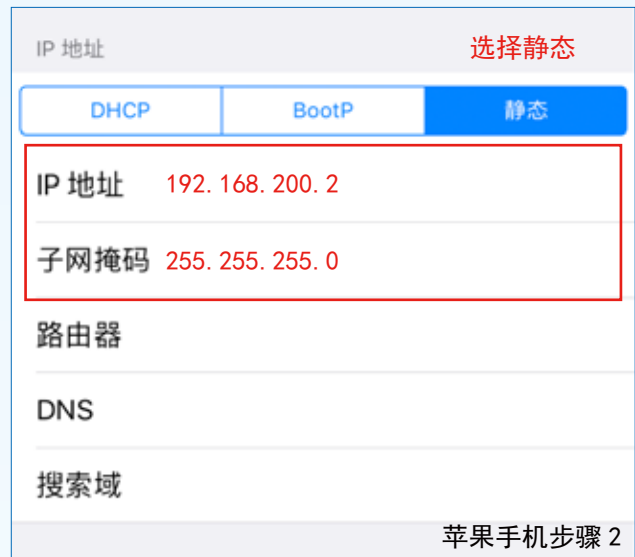 IP 地址 选择静态
DHCP BootP 静态
IP 地址 192.168.200.2
子网掩码 255.255.255.0
路由器
DNS
搜索域
苹果手机步骤 2